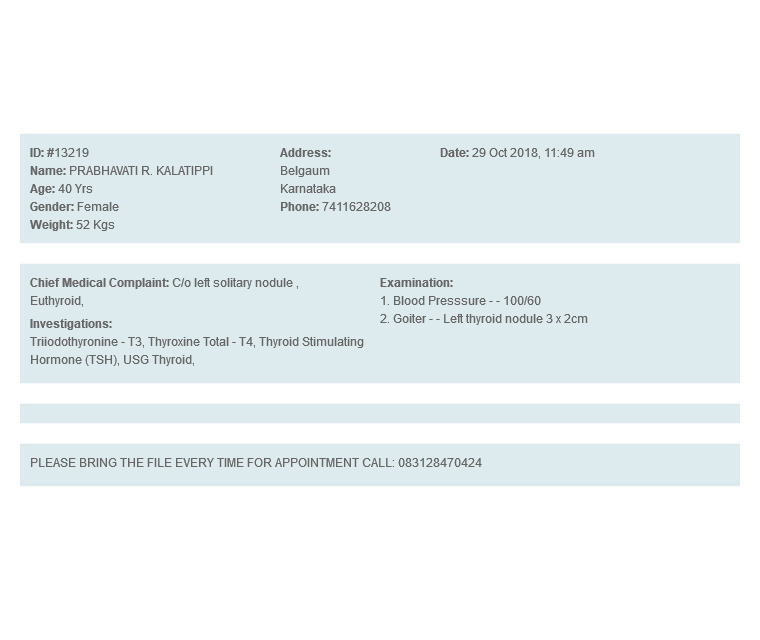 ID: #13219
Name: PRABHAVATI R. KALATIPPI
Age: 40 Yrs
Gender: Female
Weight: 52 Kgs
Address:
Belgaum
Karnataka
Phone: 7411628208
Date: 29 Oct 2018, 11:49 am
Chief Medical Complaint: C/o left solitary nodule ,
Euthyroid,
Investigations:
Triiodothyronine - T3, Thyroxine Total - T4, Thyroid Stimulating
Hormone (TSH), USG Thyroid,
Examination:
1. Blood Presssure - - 100/60
2. Goiter - - Left thyroid nodule 3 x 2cm
PLEASE BRING THE FILE EVERY TIME FOR APPOINTMENT CALL: 083128470424